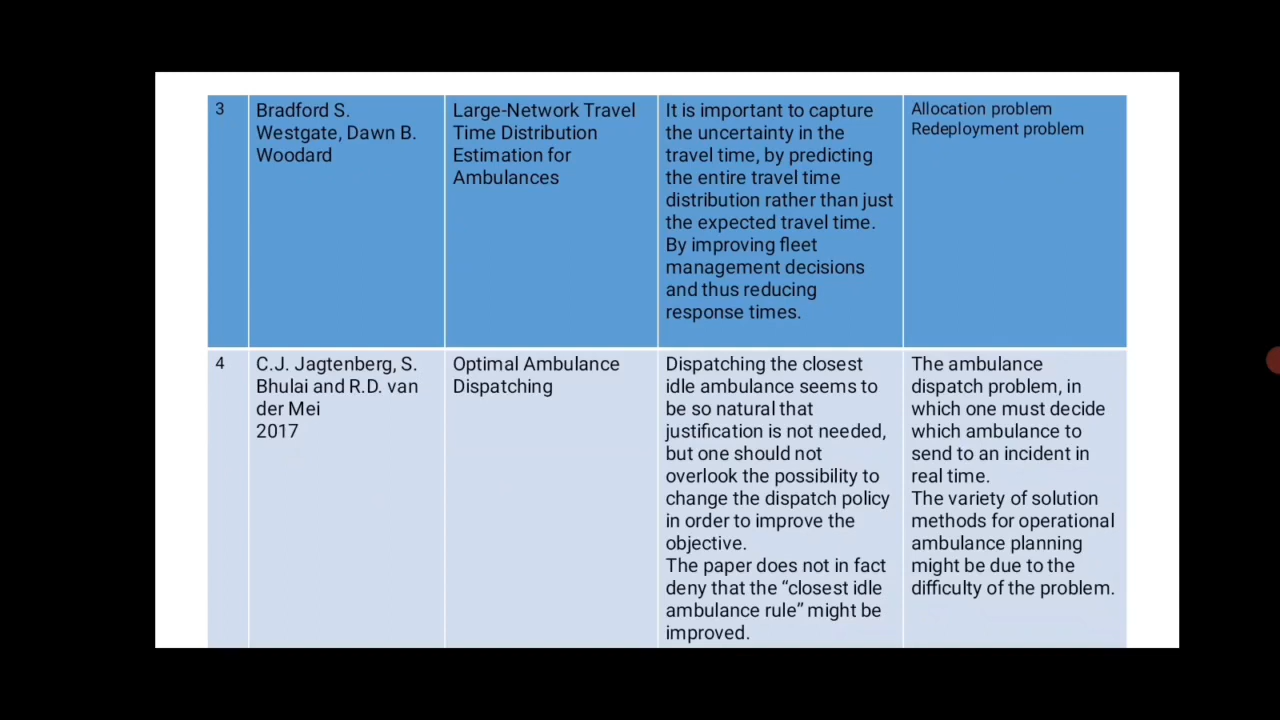 3
Bradford S.
Westgate, Dawn B.
Woodard
Large-Network Travel
Time Distribution
Estimation for
Ambulances
It is important to capture
the uncertainty in the
travel time, by predicting
the entire travel time
distribution rather than just
the expected travel time.
By improving fleet
management decisions
and thus reducing
response times.
Allocation problem
Redeployment problem
4
C.J. Jagtenberg, S.
Bhulai and R.D. van
der Mei
2017
Optimal Ambulance
Dispatching
Dispatching the closest
idle ambulance seems to
be so natural that
justification is not needed,
but one should not
overlook the possibility to
change the dispatch policy
in order to improve the
objective.
The paper does not in fact
deny that the “closest idle
ambulance rule” might be
improved.
The ambulance
dispatch problem, in
which one must decide
which ambulance to
send to an incident in
real time.
The variety of solution
methods for operational
ambulance planning
might be due to the
difficulty of the problem.